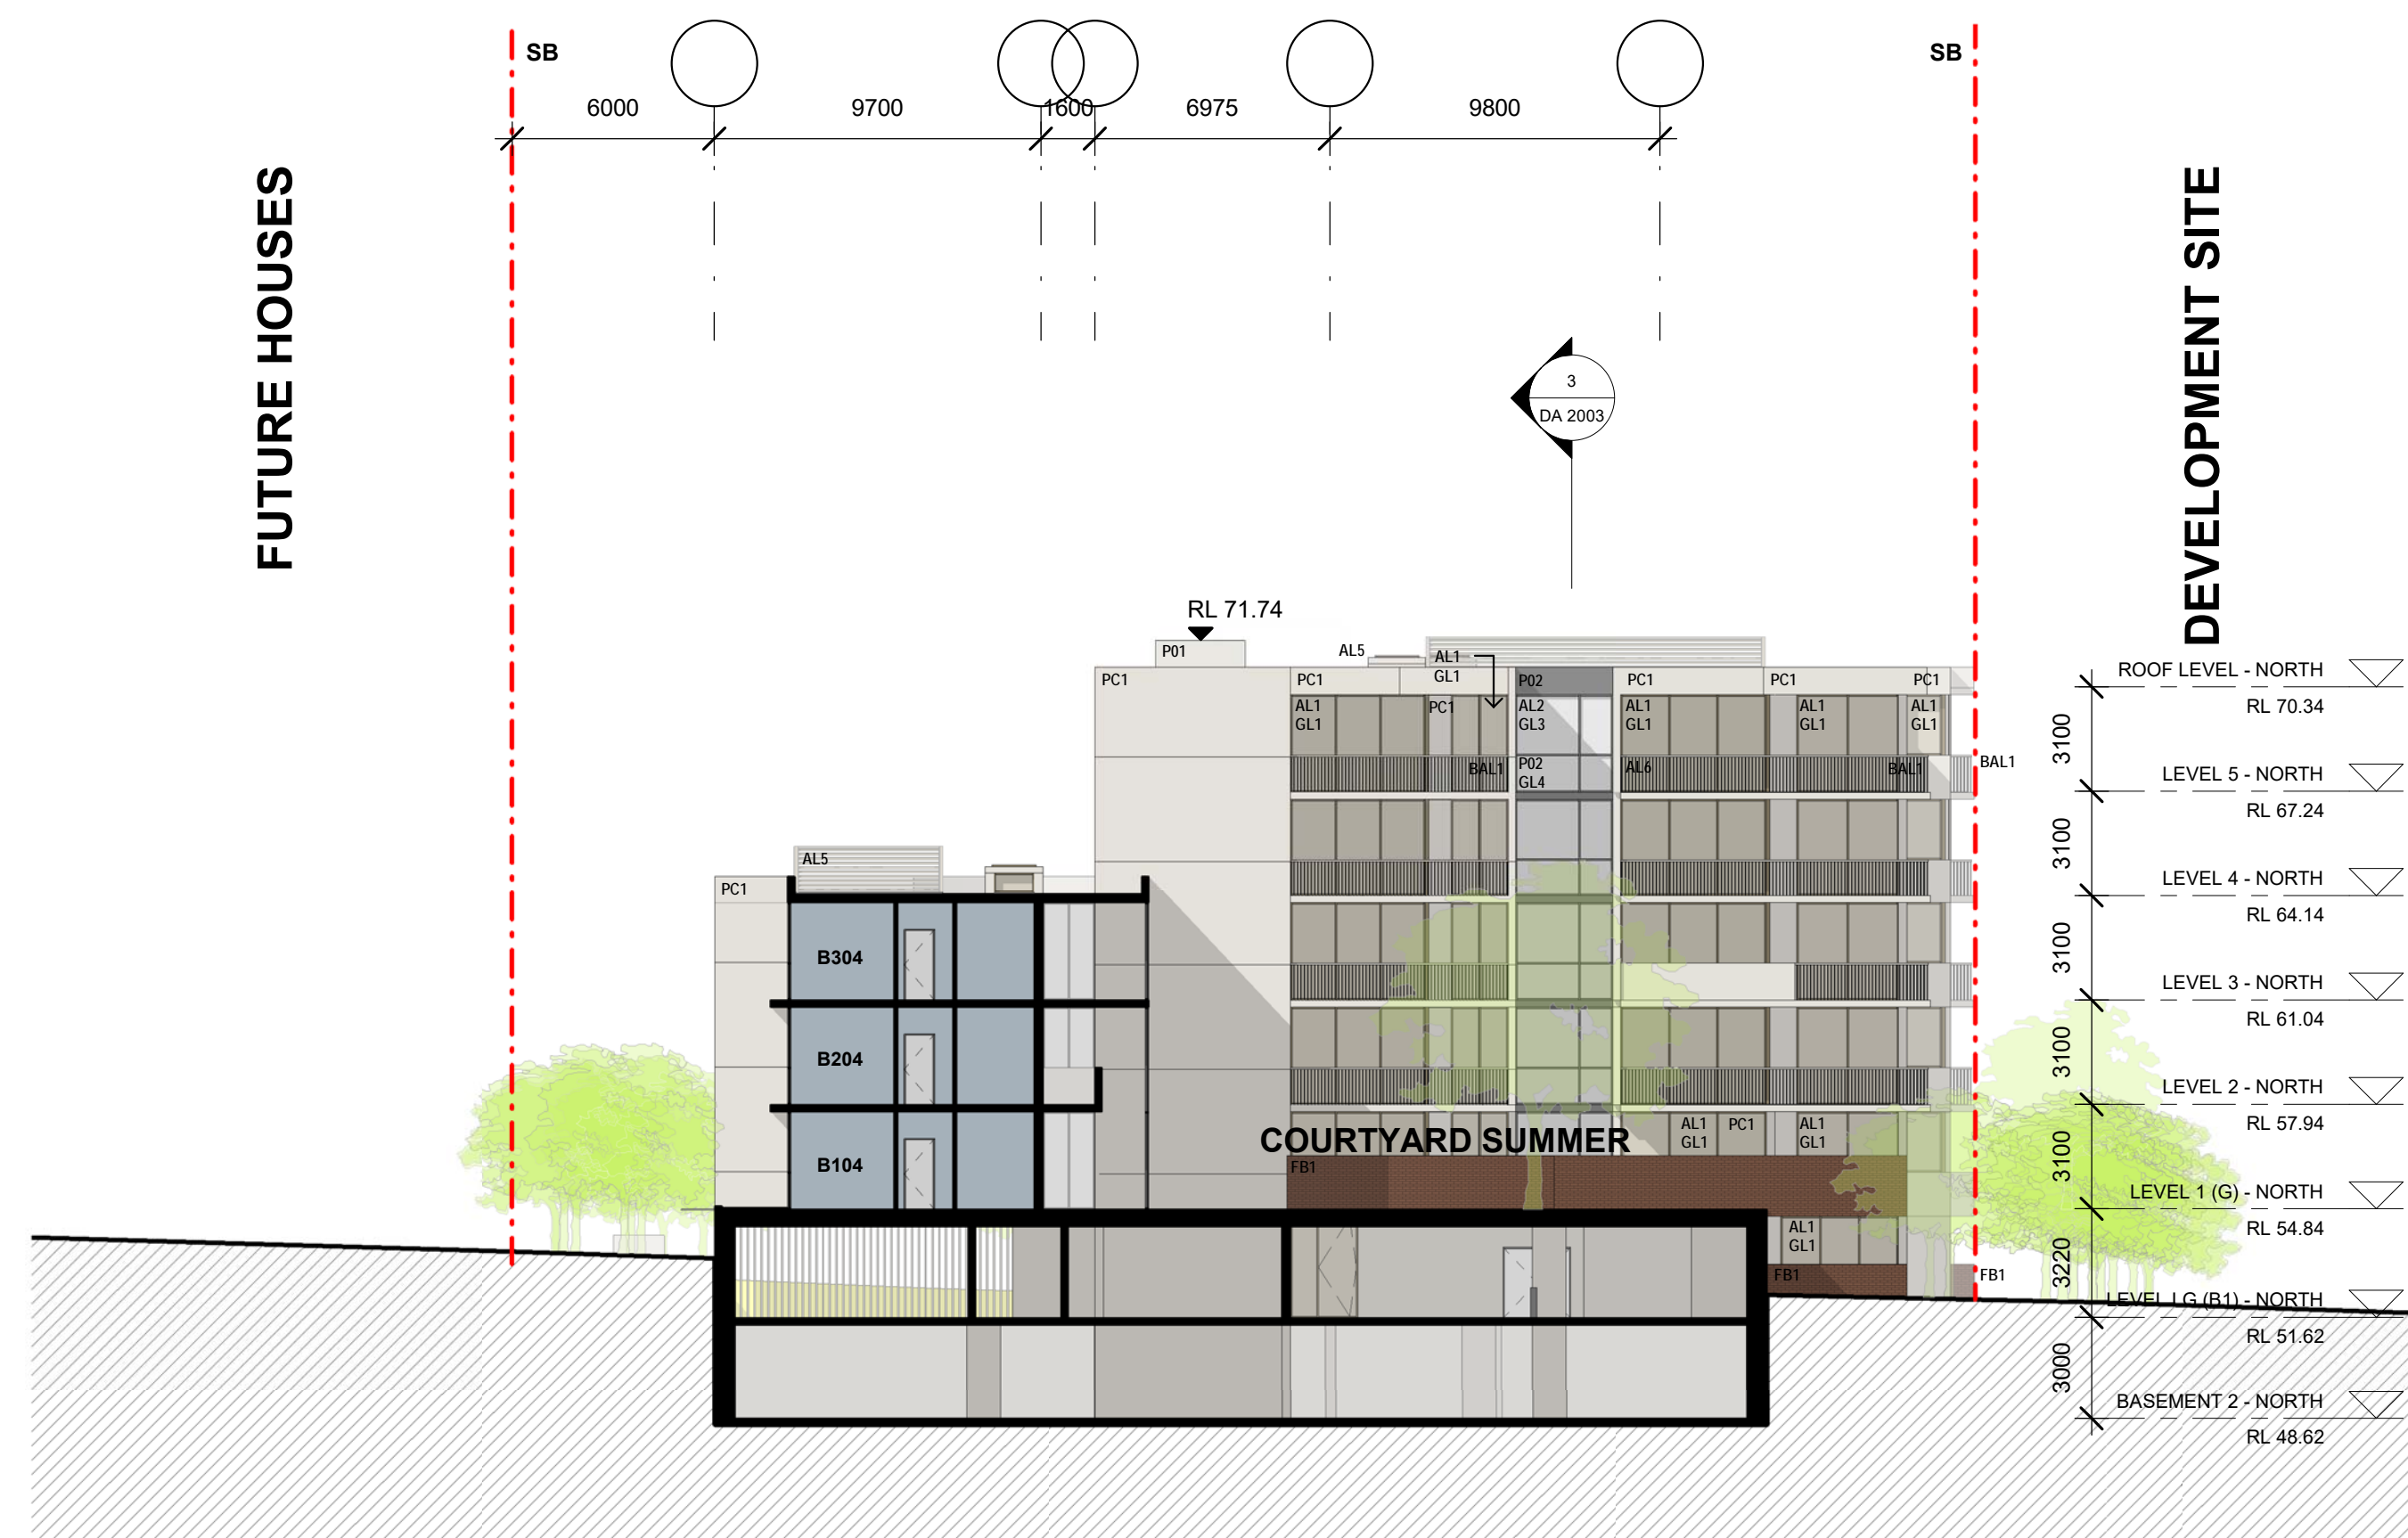 SB
SB
6000
9700
1600
6975
9800
FUTURE HOUSES
DEVELOPMENT SITE
3
DA 2003
RL 71.74
P01
AL5
AL1
GL1
PC1
PC1
P02
PC1
PC1
PC1
ROOF LEVEL - NORTH
RL 70.34
AL1
GL1
PC1
AL2
GL3
AL1
GL1
AL1
GL1
AL1
GL1
3100
BAL1
P02
GL4
AL6
BAL1
BAL1
LEVEL 5 - NORTH
RL 67.24
3100
AL5
PC1
LEVEL 4 - NORTH
RL 64.14
3100
B304
LEVEL 3 - NORTH
RL 61.04
3100
B204
LEVEL 2 - NORTH
RL 57.94
COURTYARD SUMMER
AL1
GL1
PC1
AL1
GL1
3100
B104
FB1
LEVEL 1 (G) - NORTH
RL 54.84
AL1
GL1
3220
FB1
FB1
LEVEL LG (B1) - NORTH
RL 51.62
3000
BASEMENT 2 - NORTH
RL 48.62